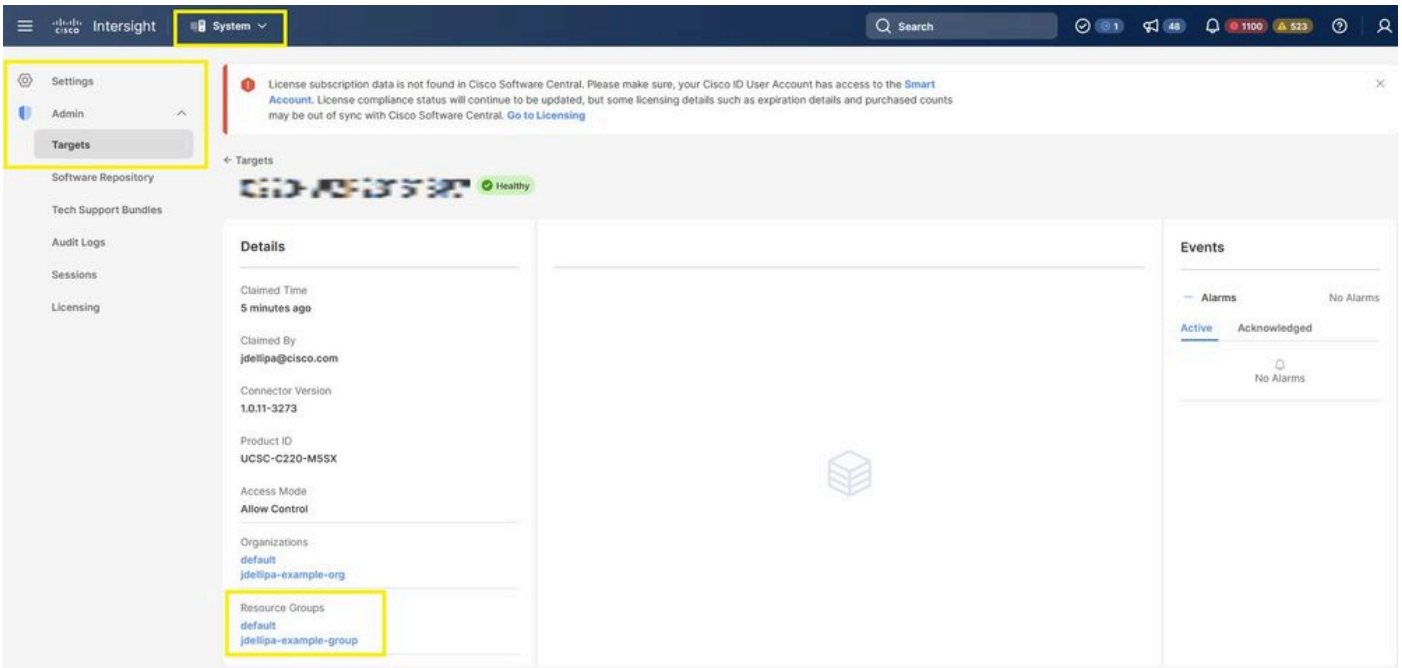 cisco Intersight System Search 1 48 1100 523
Settings
Admin
Targets
Software Repository
Tech Support Bundles
Audit Logs
Sessions
Licensing
License subscription data is not found in Cisco Software Central. Please make sure, your Cisco ID User Account has access to the Smart
Account. License compliance status will continue to be updated, but some licensing details such as expiration details and purchased counts
may be out of sync with Cisco Software Central. Go to Licensing
← Targets
Healthy
Details
Claimed Time
5 minutes ago
Claimed By
jdellipa@cisco.com
Connector Version
1.0.11-3273
Product ID
UCSC-C220-M5SX
Access Mode
Allow Control
Organizations
default
jdellipa-example-org
Resource Groups
default
jdellipa-example-group
Events
Alarms No Alarms
Active Acknowledged
No Alarms